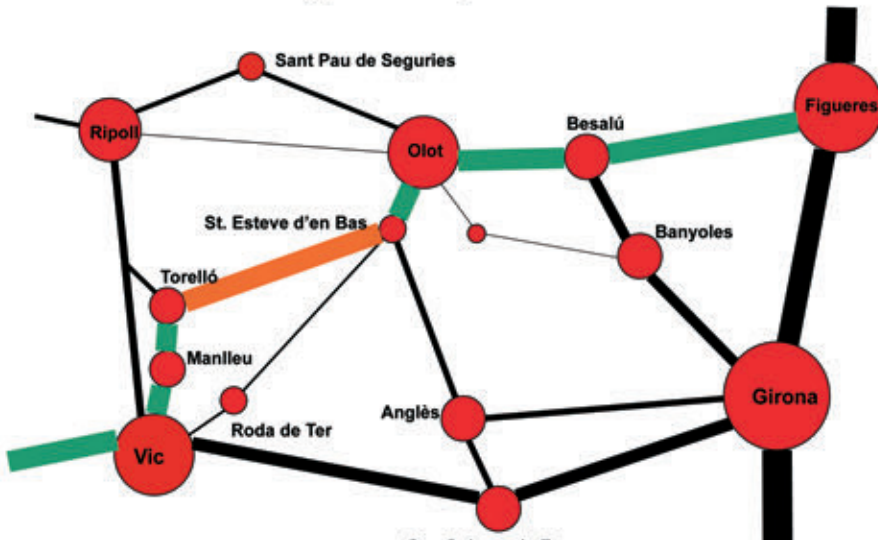 Sant Pau de Seguries
Figueres
Besalú
Ripoll
Olot
St. Esteve d'en Bas
Banyoles
Torelló
Manlleu
Girona
Anglès
Roda de Ter
Vic